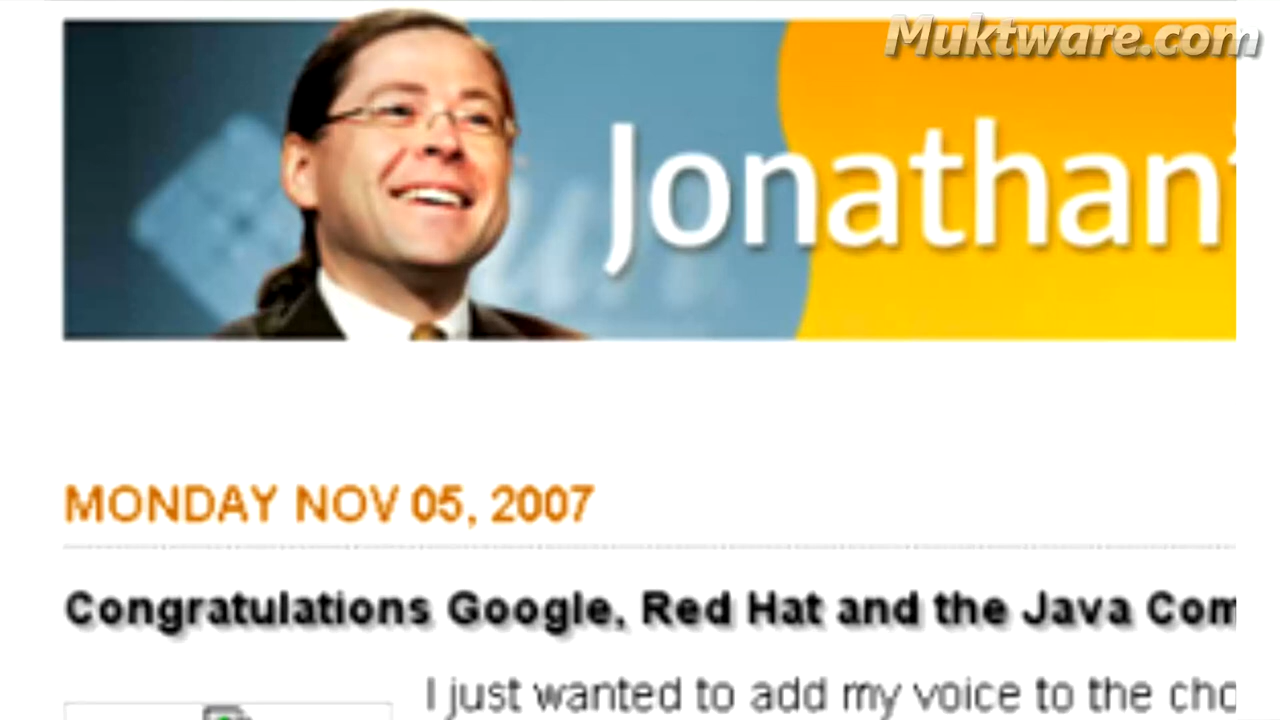 Muktware.com
Jonathan'
MONDAY NOV 05, 2007
Congratulations Google, Red Hat and the Java Com
I just wanted to add my voice to the cho